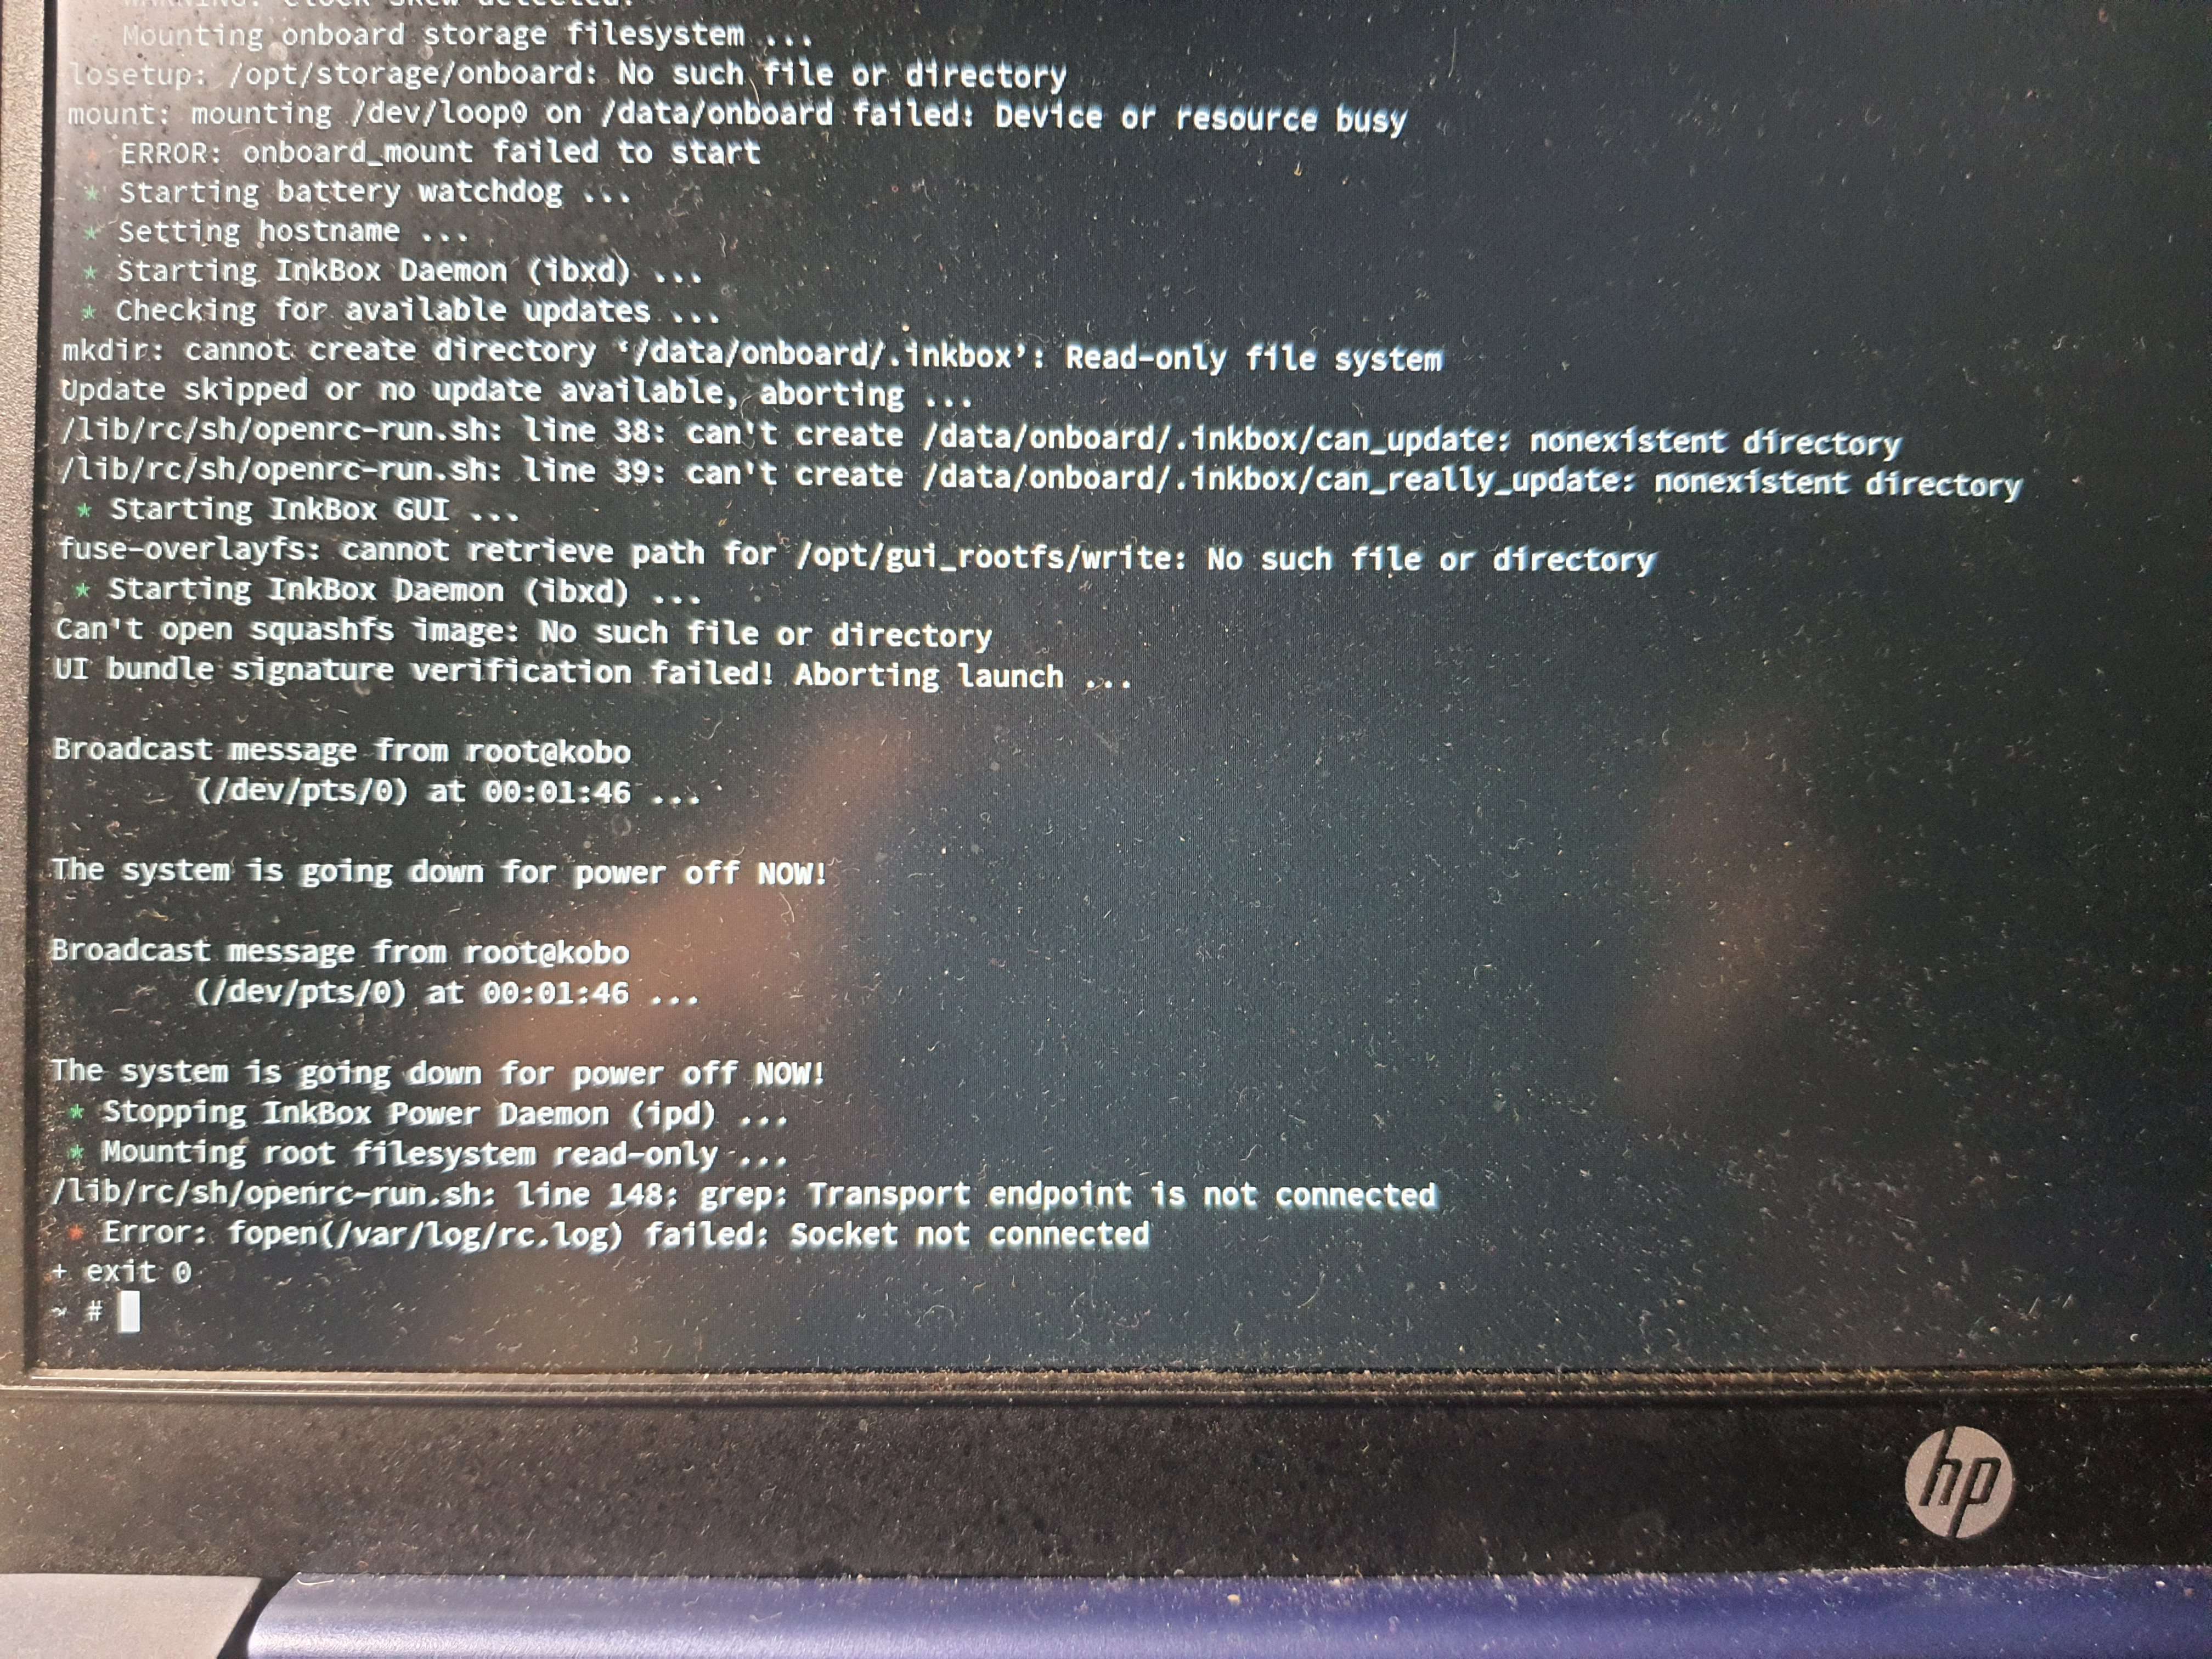 WARNING: clock skew detected!
Mounting onboard storage filesystem ...
losetup: /opt/storage/onboard: No such file or directory
mount: mounting /dev/loop0 on /data/onboard failed: Device or resource busy
ERROR: onboard_mount failed to start
* Starting battery watchdog ...
* Setting hostname ...
* Starting InkBox Daemon (ibxd) ...
* Checking for available updates ...
mkdir: cannot create directory ‘/data/onboard/.inkbox’: Read-only file system
Update skipped or no update available, aborting ...
/lib/rc/sh/openrc-run.sh: line 38: can't create /data/onboard/.inkbox/can_update: nonexistent directory
/lib/rc/sh/openrc-run.sh: line 39: can't create /data/onboard/.inkbox/can_really_update: nonexistent directory
* Starting InkBox GUI ...
fuse-overlayfs: cannot retrieve path for /opt/gui_rootfs/write: No such file or directory
* Starting InkBox Daemon (ibxd) ...
Can't open squashfs image: No such file or directory
UI bundle signature verification failed! Aborting launch ...
Broadcast message from root@kobo
(/dev/pts/0) at 00:01:46 ...
The system is going down for power off NOW!
Broadcast message from root@kobo
(/dev/pts/0) at 00:01:46 ...
The system is going down for power off NOW!
* Stopping InkBox Power Daemon (ipd) ...
* Mounting root filesystem read-only ...
/lib/rc/sh/openrc-run.sh: line 148: grep: Transport endpoint is not connected
* Error: fopen(/var/log/rc.log) failed: Socket not connected
+ exit 0
~ #
hp